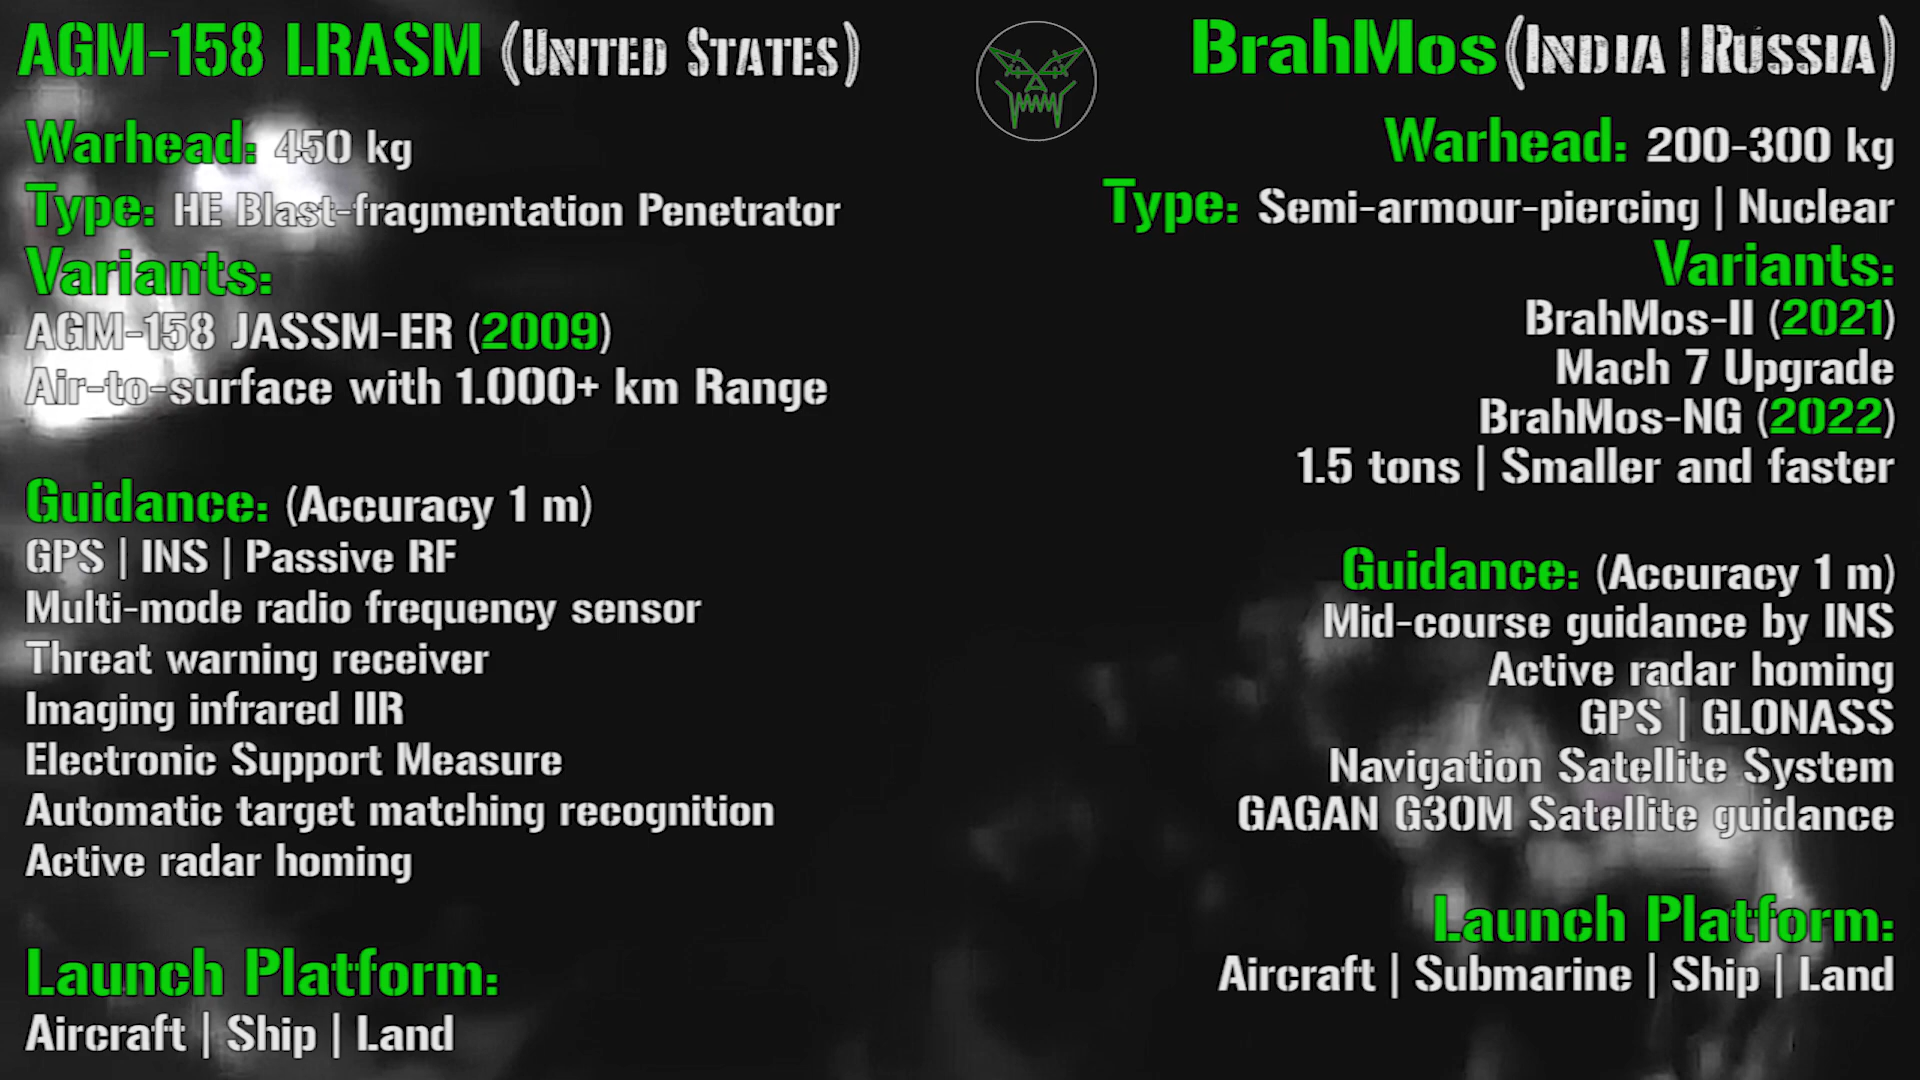 AGM-158 LRASM (United States)
Warhead: 450 kg
Type: HE Blast-fragmentation Penetrator
Variants:
AGM-158 JASSM-ER (2009)
Air-to-surface with 1.000+ km Range
Guidance: (Accuracy 1 m)
GPS | INS | Passive RF
Multi-mode radio frequency sensor
Threat warning receiver
Imaging infrared IIR
Electronic Support Measure
Automatic target matching recognition
Active radar homing
Launch Platform:
Aircraft | Ship | Land
BrahMos (India | Russia)
Warhead: 200-300 kg
Type: Semi-armour-piercing | Nuclear
Variants:
BrahMos-II (2021)
Mach 7 Upgrade
BrahMos-NG (2022)
1.5 tons | Smaller and faster
Guidance: (Accuracy 1 m)
Mid-course guidance by INS
Active radar homing
GPS | GLONASS
Navigation Satellite System
GAGAN G3OM Satellite guidance
Launch Platform:
Aircraft | Submarine | Ship | Land